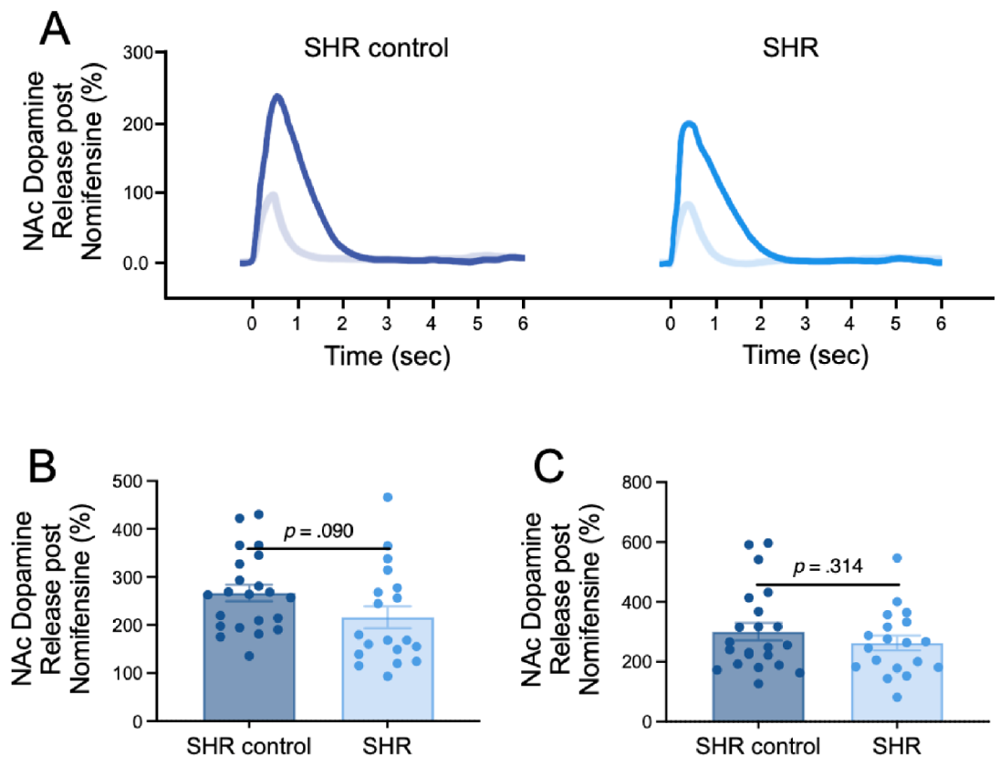 A
SHR control
SHR
NAc Dopamine
Release post
Nomifensine (%)
300
200
100
0.0
0 1 2 3 4 5 6
0 1 2 3 4 5 6
Time (sec)
Time (sec)
B
NAc Dopamine
Release post
Nomifensine (%)
500
400
300
200
100
0
p = .090
SHR control
SHR
C
NAc Dopamine
Release post
Nomifensine (%)
800
600
400
200
0
p = .314
SHR control
SHR